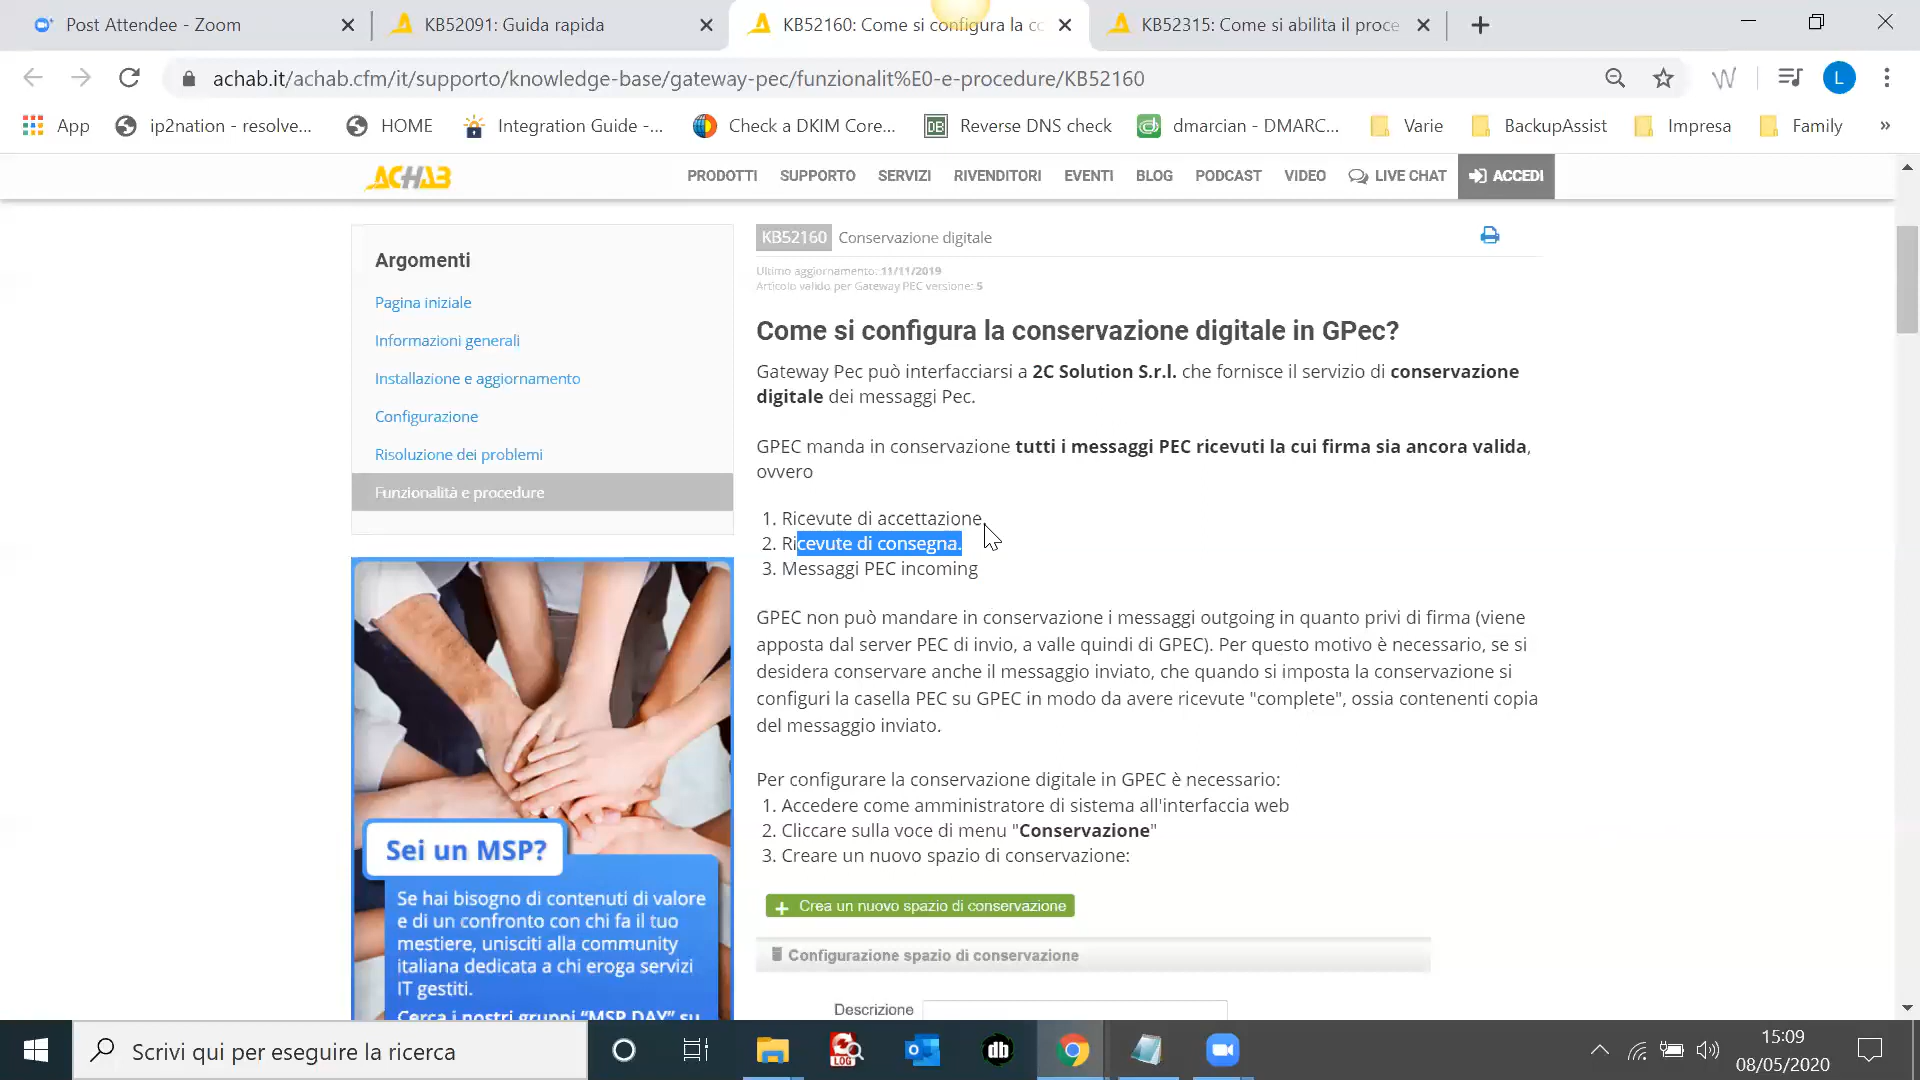 Post Attendee - Zoom
KB52091: Guida rapida
KB52160: Come si configura la co
KB52315: Come si abilita il proce
achab.it/achab.cfm/it/supporto/knowledge-base/gateway-pec/funzionalit%E0-e-procedure/KB52160
L
App
ip2nation - resolve...
HOME
Integration Guide -...
Check a DKIM Core...
DB
Reverse DNS check
dmarcian - DMARC...
Varie
BackupAssist
Impresa
Family
»
ACHAB
PRODOTTI
SUPPORTO
SERVIZI
RIVENDITORI
EVENTI
BLOG
PODCAST
VIDEO
LIVE CHAT
ACCEDI
Argomenti
Pagina iniziale
Informazioni generali
Installazione e aggiornamento
Configurazione
Risoluzione dei problemi
Funzionalità e procedure
Sei un MSP?
Se hai bisogno di contenuti di valore
e di un confronto con chi fa il tuo
mestiere, unisciti alla community
italiana dedicata a chi eroga servizi
IT gestiti.
Cerca i nostri gruppi "MSP DAY" su
KB52160 Conservazione digitale
Ultimo aggiornamento: 11/11/2019
Articolo valido per Gateway PEC versione: 5
Come si configura la conservazione digitale in GPec?
Gateway Pec può interfacciarsi a 2C Solution S.r.l. che fornisce il servizio di conservazione
digitale dei messaggi Pec.
GPEC manda in conservazione tutti i messaggi PEC ricevuti la cui firma sia ancora valida,
ovvero
1. Ricevute di accettazione.
2. Ricevute di consegna.
3. Messaggi PEC incoming
GPEC non può mandare in conservazione i messaggi outgoing in quanto privi di firma (viene
apposta dal server PEC di invio, a valle quindi di GPEC). Per questo motivo è necessario, se si
desidera conservare anche il messaggio inviato, che quando si imposta la conservazione si
configuri la casella PEC su GPEC in modo da avere ricevute "complete", ossia contenenti copia
del messaggio inviato.
Per configurare la conservazione digitale in GPEC è necessario:
1. Accedere come amministratore di sistema all'interfaccia web
2. Cliccare sulla voce di menu "Conservazione"
3. Creare un nuovo spazio di conservazione:
+ Crea un nuovo spazio di conservazione
Configurazione spazio di conservazione
Descrizione
Scrivi qui per eseguire la ricerca
LOG
db
15:09
08/05/2020